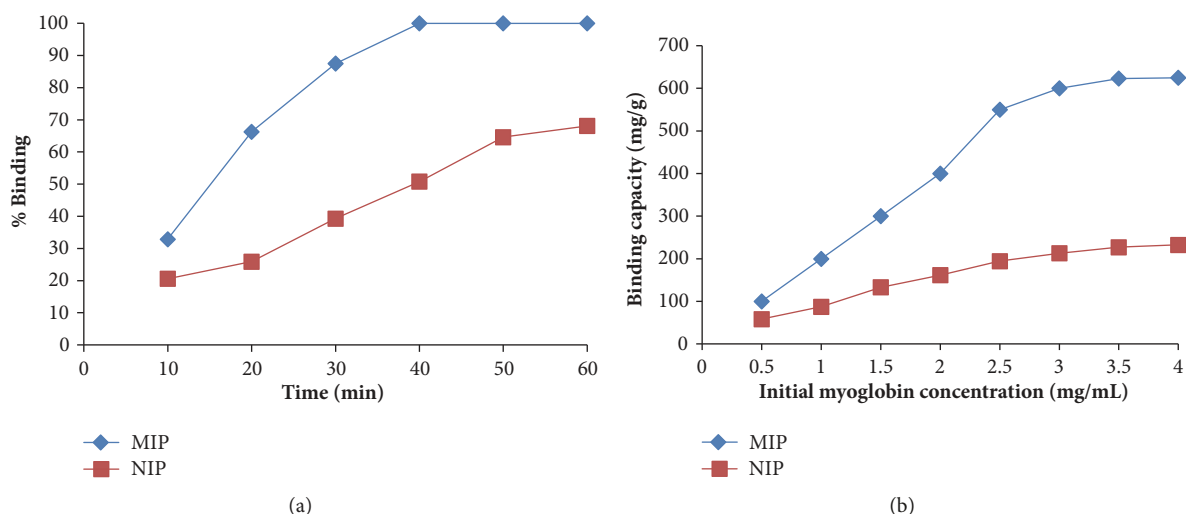 100
90
80
70
60
50
40
30
20
10
0
% Binding
0 10 20 30 40 50 60
Time (min)
MIP
NIP
(a)
700
600
500
400
300
200
100
0
Binding capacity (mg/g)
0 0.5 1 1.5 2 2.5 3 3.5 4
Initial myoglobin concentration (mg/mL)
MIP
NIP
(b)